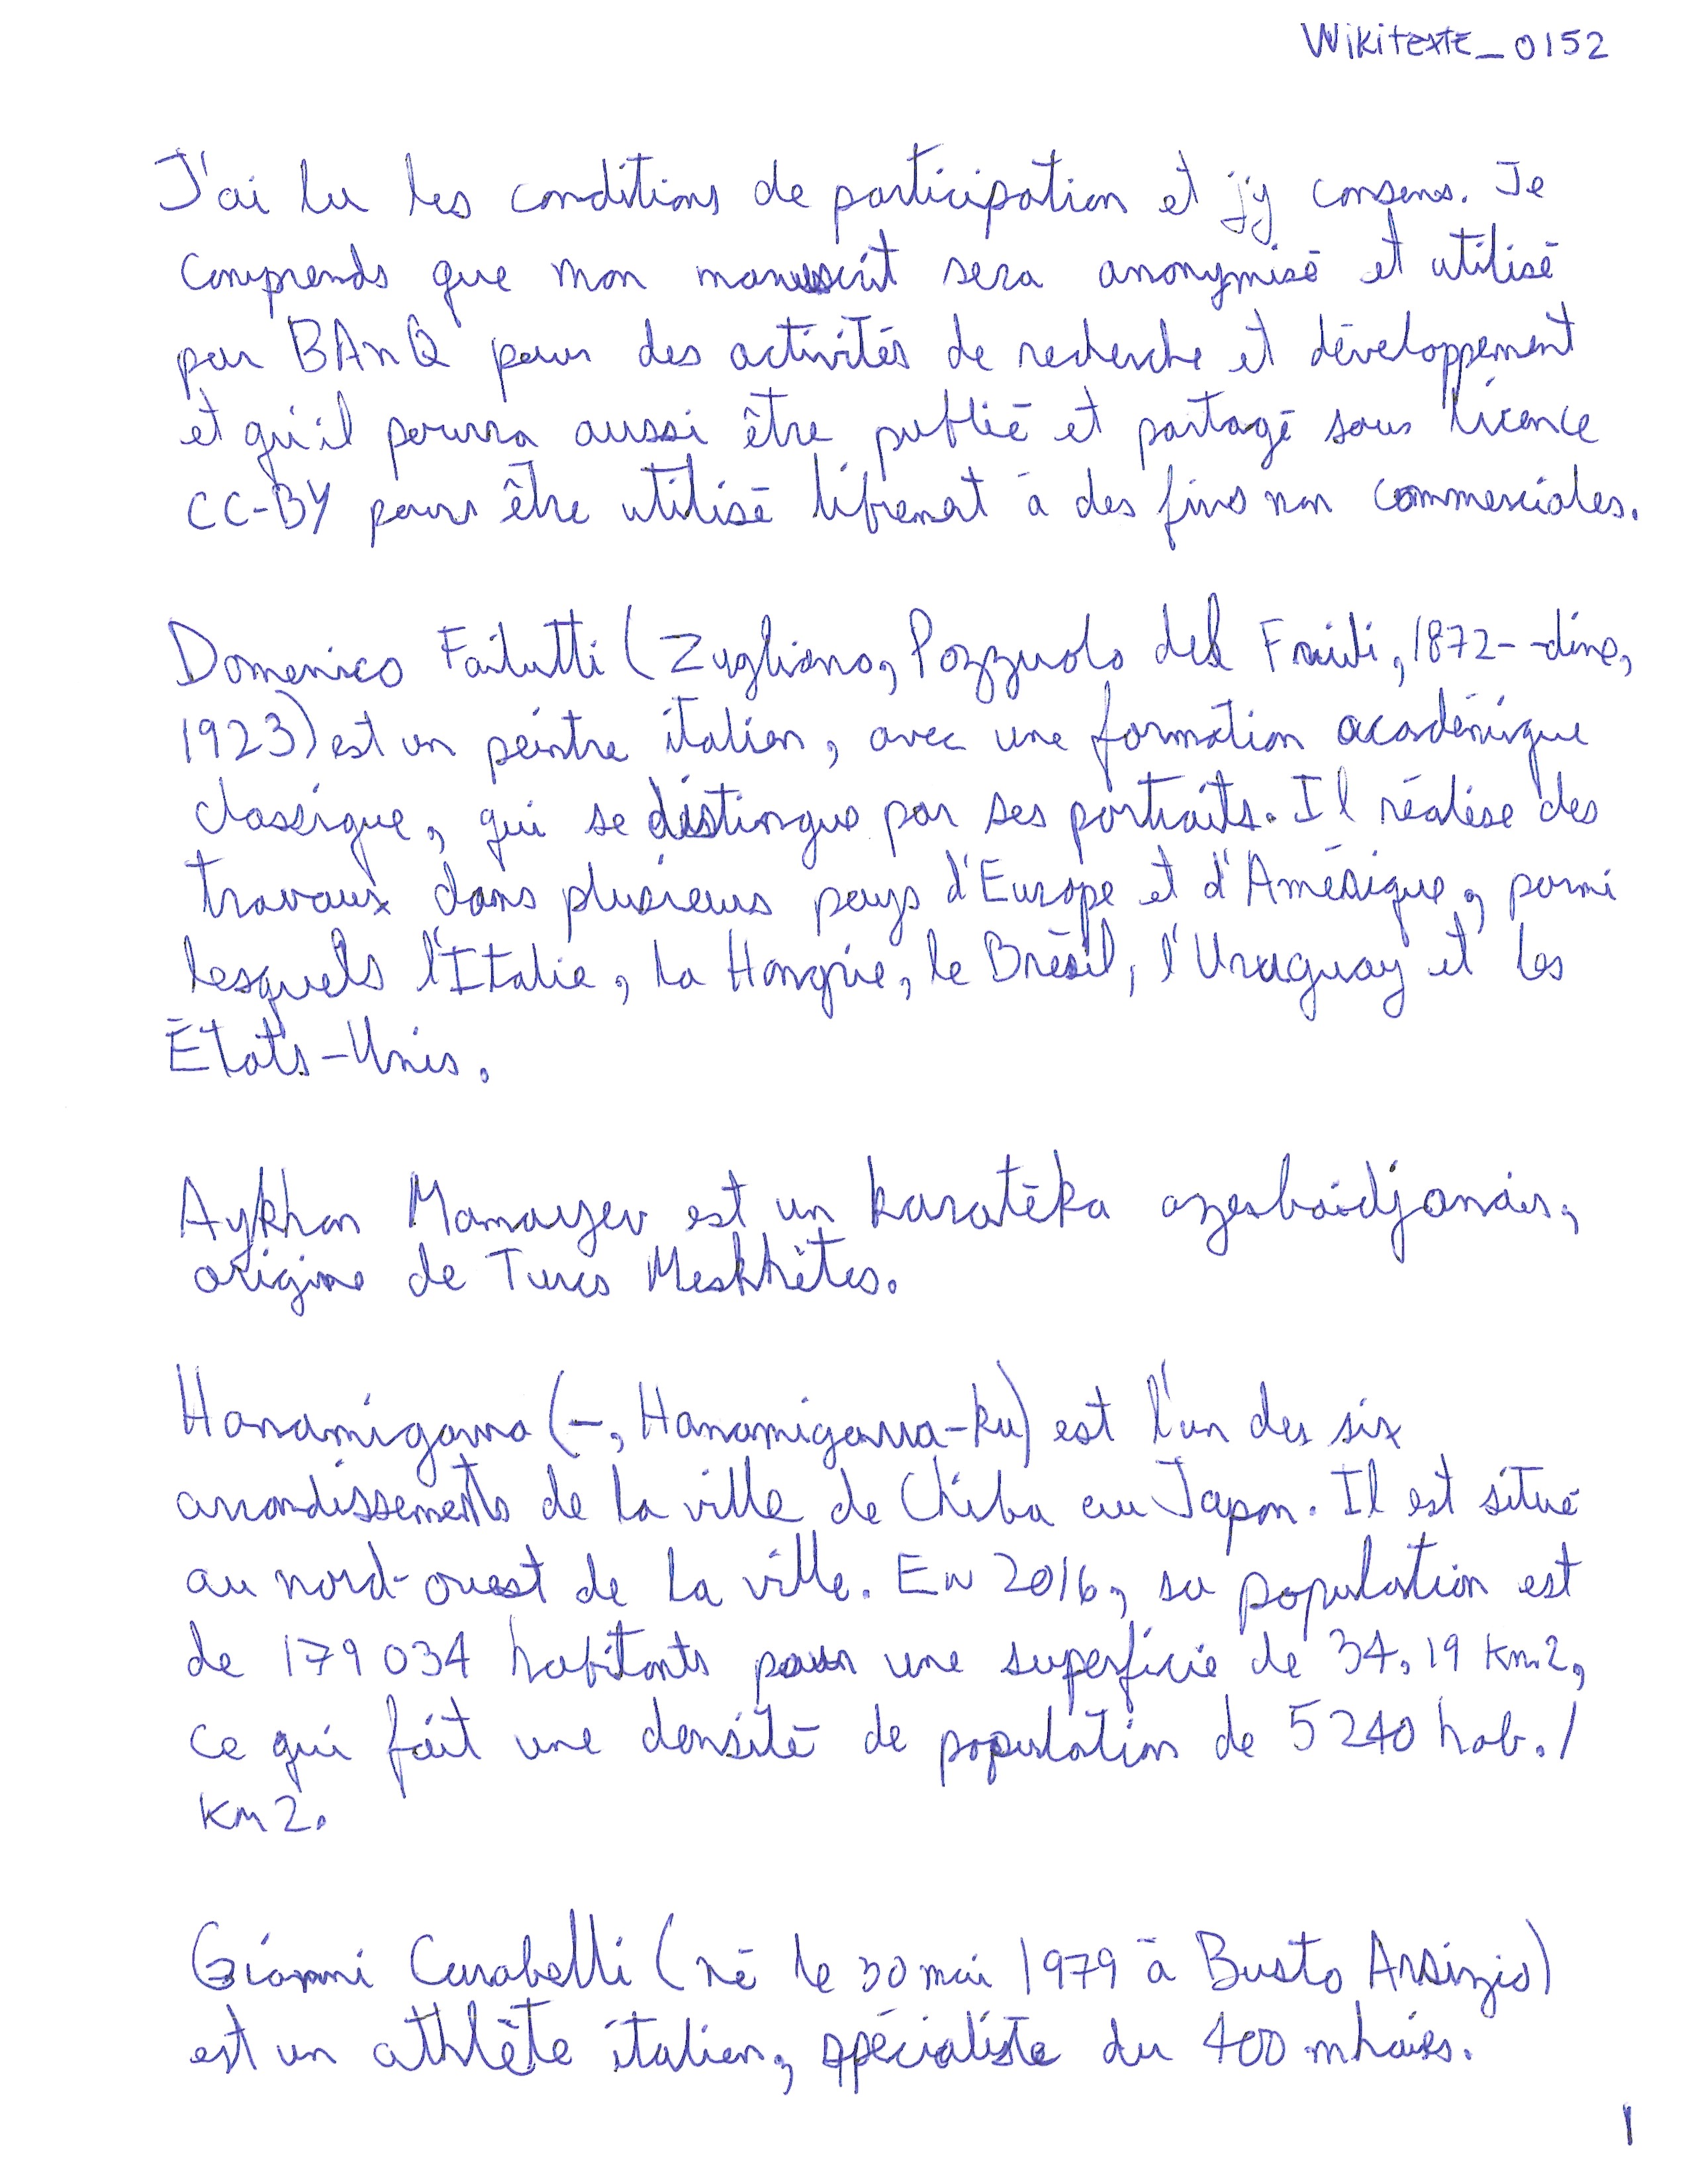 Wikitexte_0152
J'ai lu les conditions de participation et j'y consens. Je
comprends que mon manuscrit sera anonymisé et utilisé
par BAnQ pour des activités de recherche et développement
et qu'il pourra aussi être publié et partagé sous licence
CC-BY pour être utilisé librement à des fins non commerciales.
Domenico Failutti (Zugliano, Pozzuolo del Friuli, 1872--dine,
1923) est un peintre italien, avec une formation académique
classique, qui se distingue par ses portraits. Il réalise des
travaux dans plusieurs pays d'Europe et d'Amérique, parmi
lesquels l'Italie, la Hongrie, le Brésil, l'Uruguay et les
États-Unis.
Aykhan Mamayev est un karatéka azerbaïdjanais,
origine de Turcs Meskhètes.
Hanamigawa (-, Hanamigawa-ku) est l'un des six
arrondissements de la ville de Chiba au Japon. Il est situé
au nord-ouest de la ville. En 2016, sa population est
de 179 034 habitants pour une superficie de 34,19 km2,
ce qui fait une densité de population de 5240 hab./
km2.
Gianni Carabelli (né le 30 mai 1979 à Busto Arsizio)
est un athlète italien, spécialiste du 400 mhaies.
1